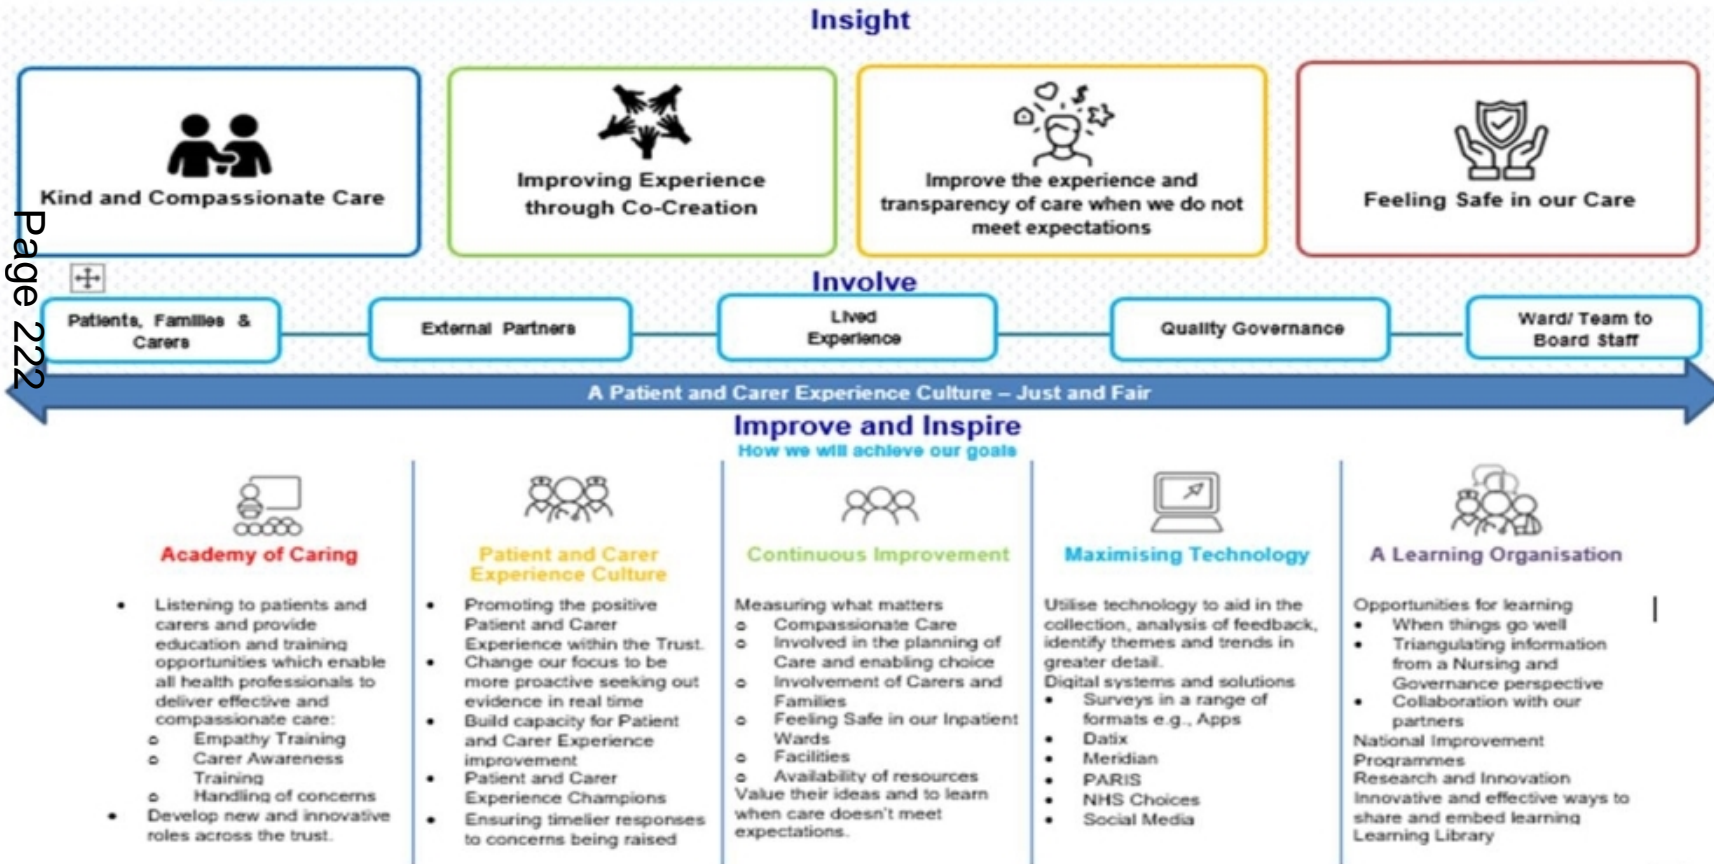 Insight
Kind and Compassionate Care
Improving Experience
through Co-Creation
Improve the experience and
transparency of care when we do not
meet expectations
Feeling Safe in our Care
Page 222
Involve
Patients, Families &
Carers
External Partners
Lived
Experience
Quality Governance
Ward/ Team to
Board Staff
A Patient and Carer Experience Culture – Just and Fair
Improve and Inspire
How we will achieve our goals
Academy of Caring
• Listening to patients and
carers and provide
education and training
opportunities which enable
all health professionals to
deliver effective and
compassionate care:
o Empathy Training
o Carer Awareness
Training
o Handling of concerns
• Develop new and innovative
roles across the trust.
Patient and Carer
Experience Culture
• Promoting the positive
Patient and Carer
Experience within the Trust.
• Change our focus to be
more proactive seeking out
evidence in real time
• Build capacity for Patient
and Carer Experience
improvement
• Patient and Carer
Experience Champions
• Ensuring timelier responses
to concerns being raised
Continuous Improvement
Measuring what matters
o Compassionate Care
o Involved in the planning of
Care and enabling choice
o Involvement of Carers and
Families
o Feeling Safe in our Inpatient
Wards
o Facilities
o Availability of resources
Value their ideas and to learn
when care doesn't meet
expectations.
Maximising Technology
Utilise technology to aid in the
collection, analysis of feedback,
identify themes and trends in
greater detail.
Digital systems and solutions
• Surveys in a range of
formats e.g., Apps
• Datix
• Meridian
• PARIS
• NHS Choices
• Social Media
A Learning Organisation
Opportunities for learning
• When things go well
• Triangulating information
from a Nursing and
Governance perspective
• Collaboration with our
partners
National Improvement
Programmes
Research and Innovation
Innovative and effective ways to
share and embed learning
Learning Library